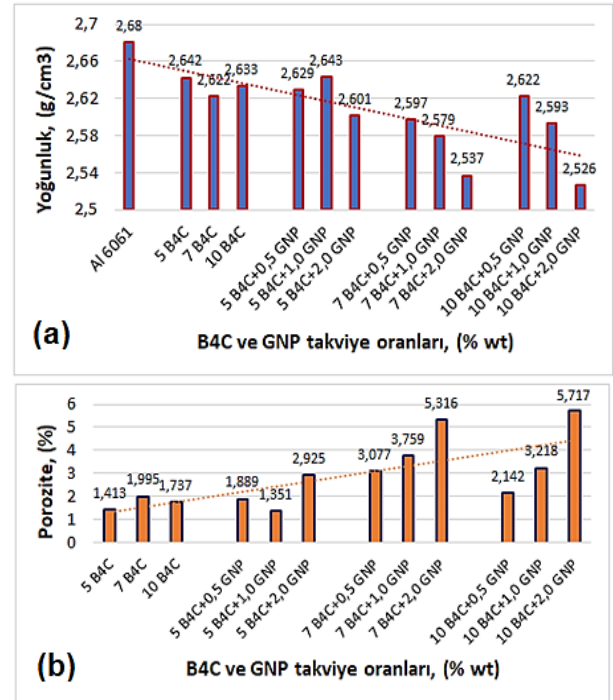 2,7
2,66
2,62
2,58
2,54
2,5
Yoğunluk, (g/cm3)
2,68
2,642
2,622
2,633
2,629
2,643
2,601
2,597
2,579
2,537
2,622
2,593
2,526
Al 6061
5 B4C
7 B4C
10 B4C
5 B4C+0,5 GNP
5 B4C+1,0 GNP
5 B4C+2,0 GNP
7 B4C+0,5 GNP
7 B4C+1,0 GNP
7 B4C+2,0 GNP
10 B4C+0,5 GNP
10 B4C+1,0 GNP
10 B4C+2,0 GNP
(a)
B4C ve GNP takviye oranları, (% wt)
6
5
4
3
2
1
0
Porozite, (%)
1,413
1,995
1,737
1,889
1,351
2,925
3,077
3,759
5,316
2,142
3,218
5,717
5 B4C
7 B4C
10 B4C
5 B4C+0,5 GNP
5 B4C+1,0 GNP
5 B4C+2,0 GNP
7 B4C+0,5 GNP
7 B4C+1,0 GNP
7 B4C+2,0 GNP
10 B4C+0,5 GNP
10 B4C+1,0 GNP
10 B4C+2,0 GNP
(b)
B4C ve GNP takviye oranları, (% wt)